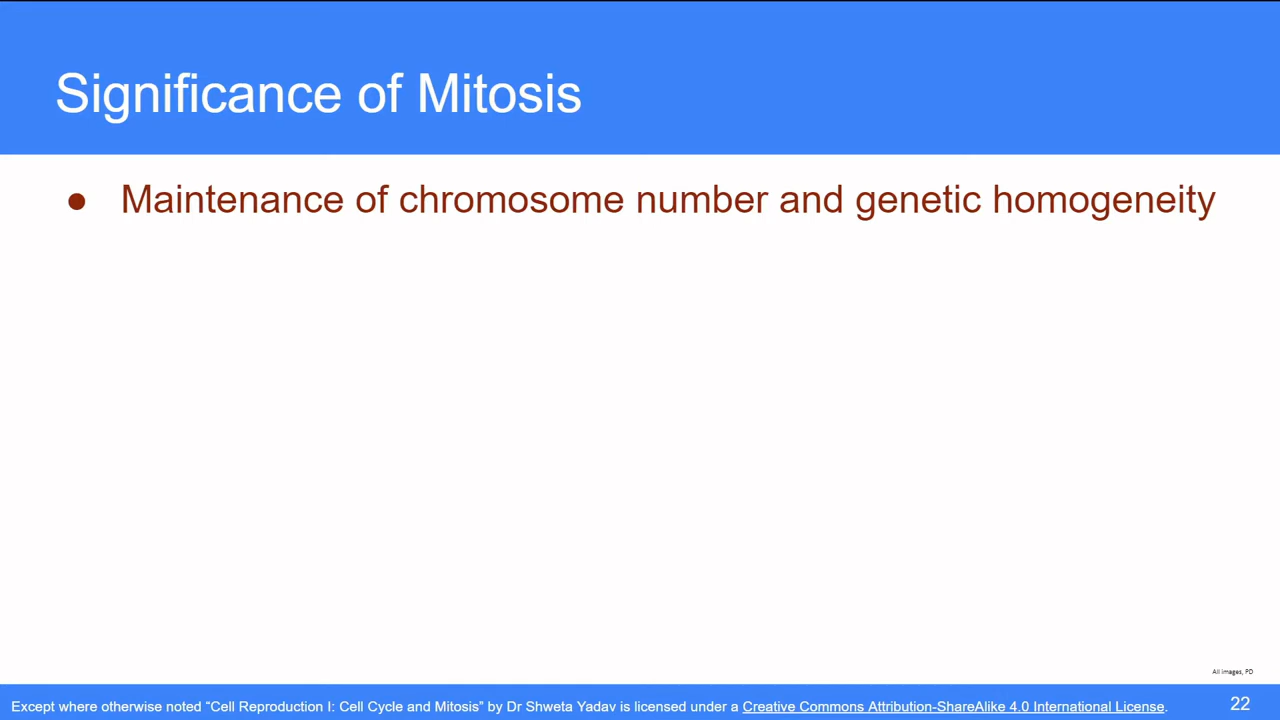 Significance of Mitosis
● Maintenance of chromosome number and genetic homogeneity
All images, PD
Except where otherwise noted “Cell Reproduction I: Cell Cycle and Mitosis” by Dr Shweta Yadav is licensed under a Creative Commons Attribution-ShareAlike 4.0 International License.
22